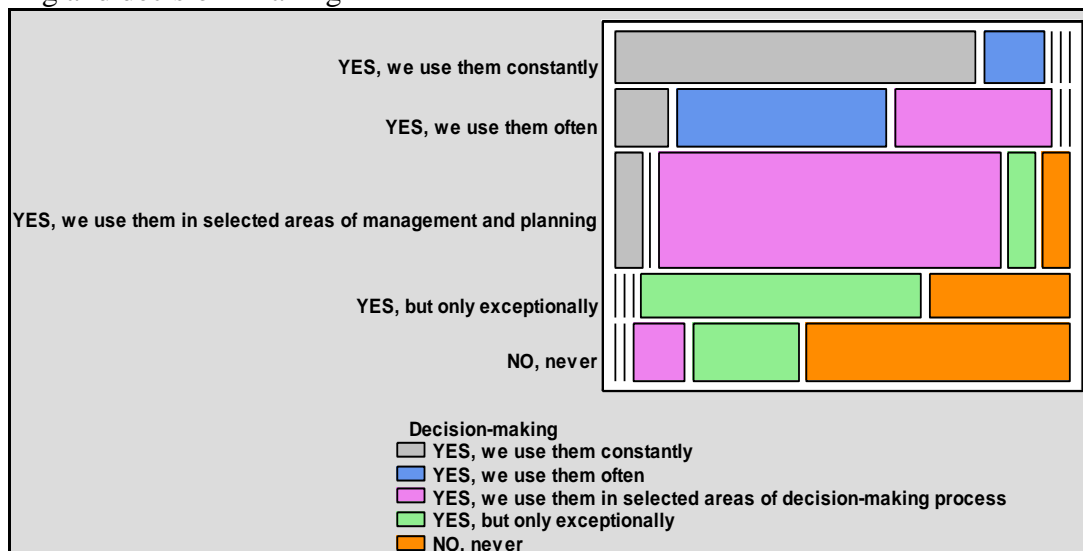 YES, we use them constantly
YES, we use them often
YES, we use them in selected areas of management and planning
YES, but only exceptionally
NO, never
Decision-making
YES, we use them constantly
YES, we use them often
YES, we use them in selected areas of decision-making process
YES, but only exceptionally
NO, never